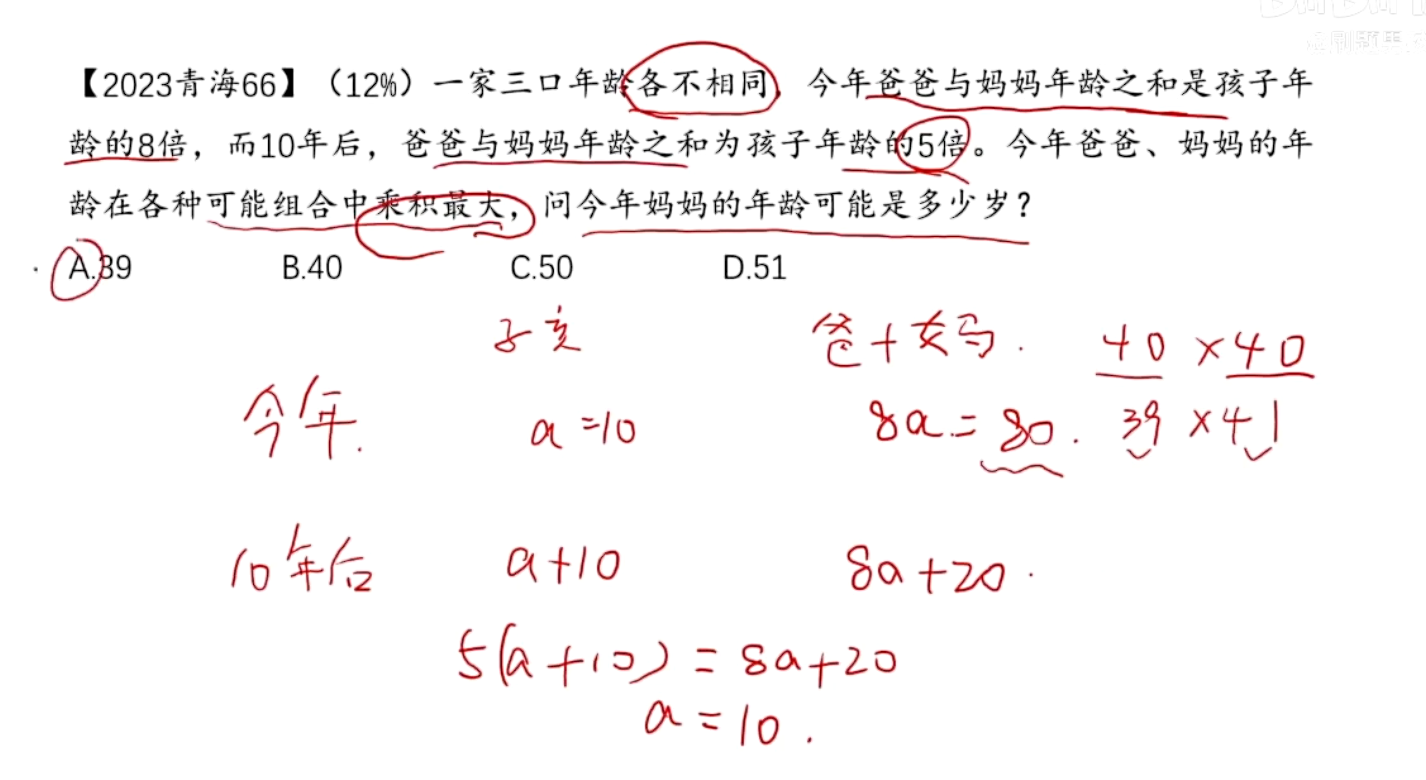 【2023青海66】（12%）一家三口年龄各不相同，今年爸爸与妈妈年龄之和是孩子年
龄的8倍，而10年后，爸爸与妈妈年龄之和为孩子年龄的5倍。今年爸爸、妈妈的年
龄在各种可能组合中乘积最大，问今年妈妈的年龄可能是多少岁？
A.39 B.40 C.50 D.51
子亥 爸+女马. 40×40
今年. a=10 8a=80. 39×41
10年后 a+10 8a+20.
5(a+10)=8a+20
a=10.